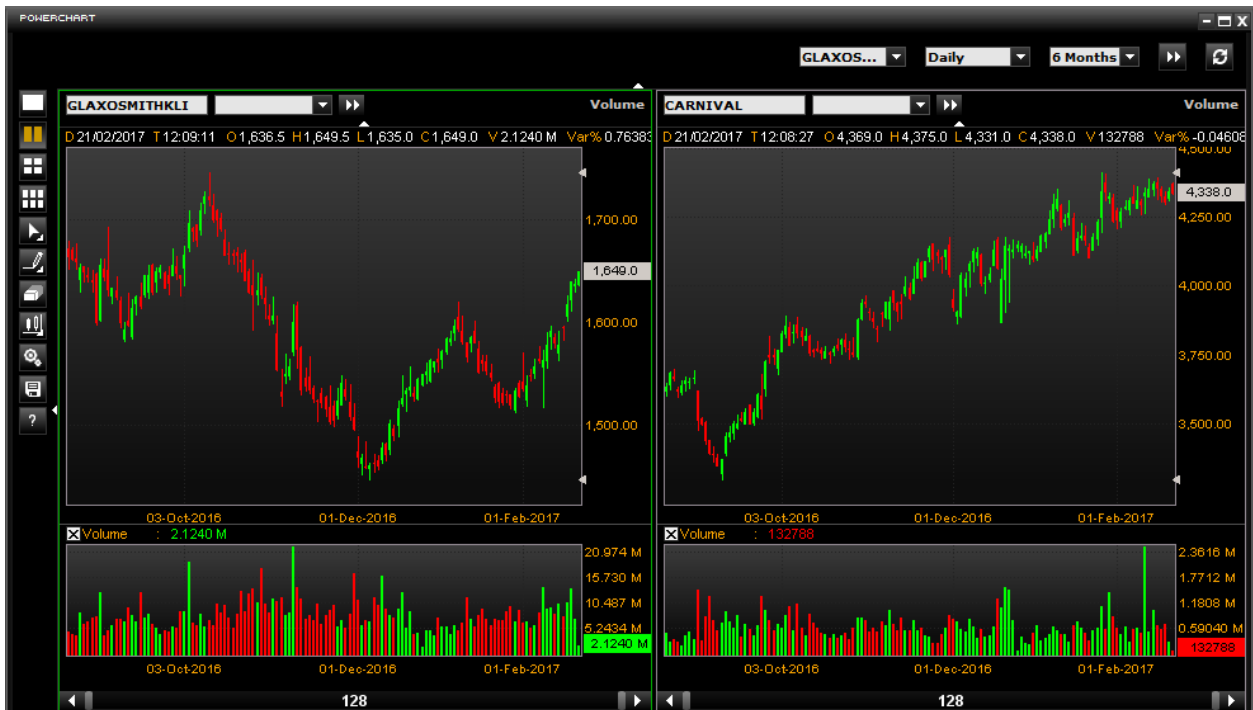 POWERCHART
GLAXOS... Daily 6 Months
GLAXOSMITHKLI Volume
D 21/02/2017 T 12:09:11 O 1,636.5 H 1,649.5 L 1,635.0 C 1,649.0 V 2.1240 M Var% 0.7638
1,700.00
1,649.0
1,600.00
1,500.00
03-Oct-2016 01-Dec-2016 01-Feb-2017
Volume : 2.1240 M
20.974 M
15.730 M
10.487 M
5.2434 M
2.1240 M
03-Oct-2016 01-Dec-2016 01-Feb-2017
128
CARNIVAL Volume
D 21/02/2017 T 12:08:27 O 4,369.0 H 4,375.0 L 4,331.0 C 4,338.0 V 132788 Var% -0.04608
4,500.00
4,338.0
4,250.00
4,000.00
3,750.00
3,500.00
03-Oct-2016 01-Dec-2016 01-Feb-2017
Volume : 132788
2.3616 M
1.7712 M
1.1808 M
0.59040 M
132788
03-Oct-2016 01-Dec-2016 01-Feb-2017
128
?